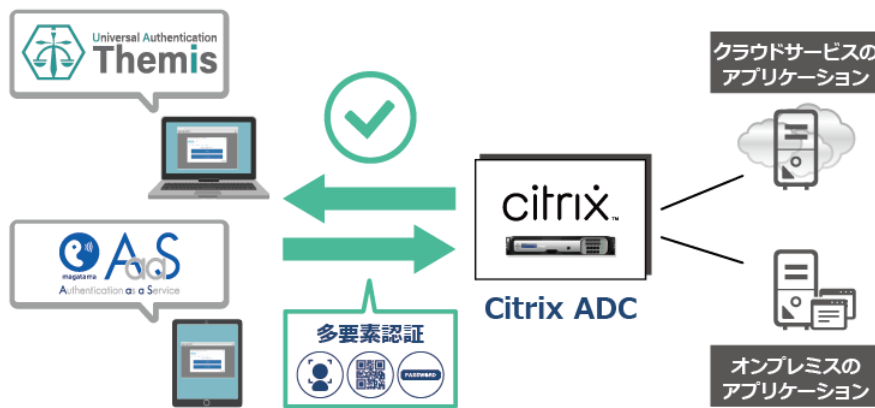 Universal Authentication
Themis
magatama
AaaS
Authentication as a Service
多要素認証
PASSWORD
citrix™
Citrix ADC
クラウドサービスの
アプリケーション
オンプレミスの
アプリケーション